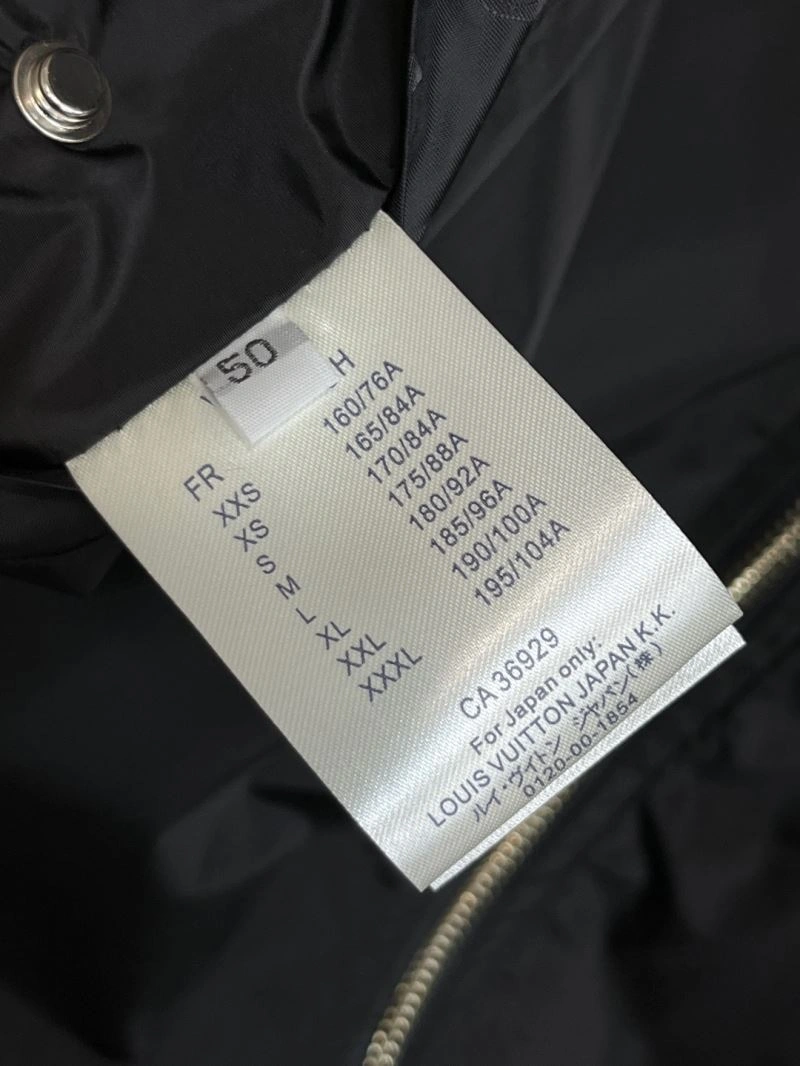 50
H
FR
XXS 160/76A
XS 165/84A
S 170/84A
M 175/88A
L 180/92A
XL 185/96A
XXL 190/100A
XXXL 195/104A
CA 36929
For Japan only:
LOUIS VUITTON JAPAN K.K.
ルイ・ヴィトン ジャパン(株)
0120-00-1854